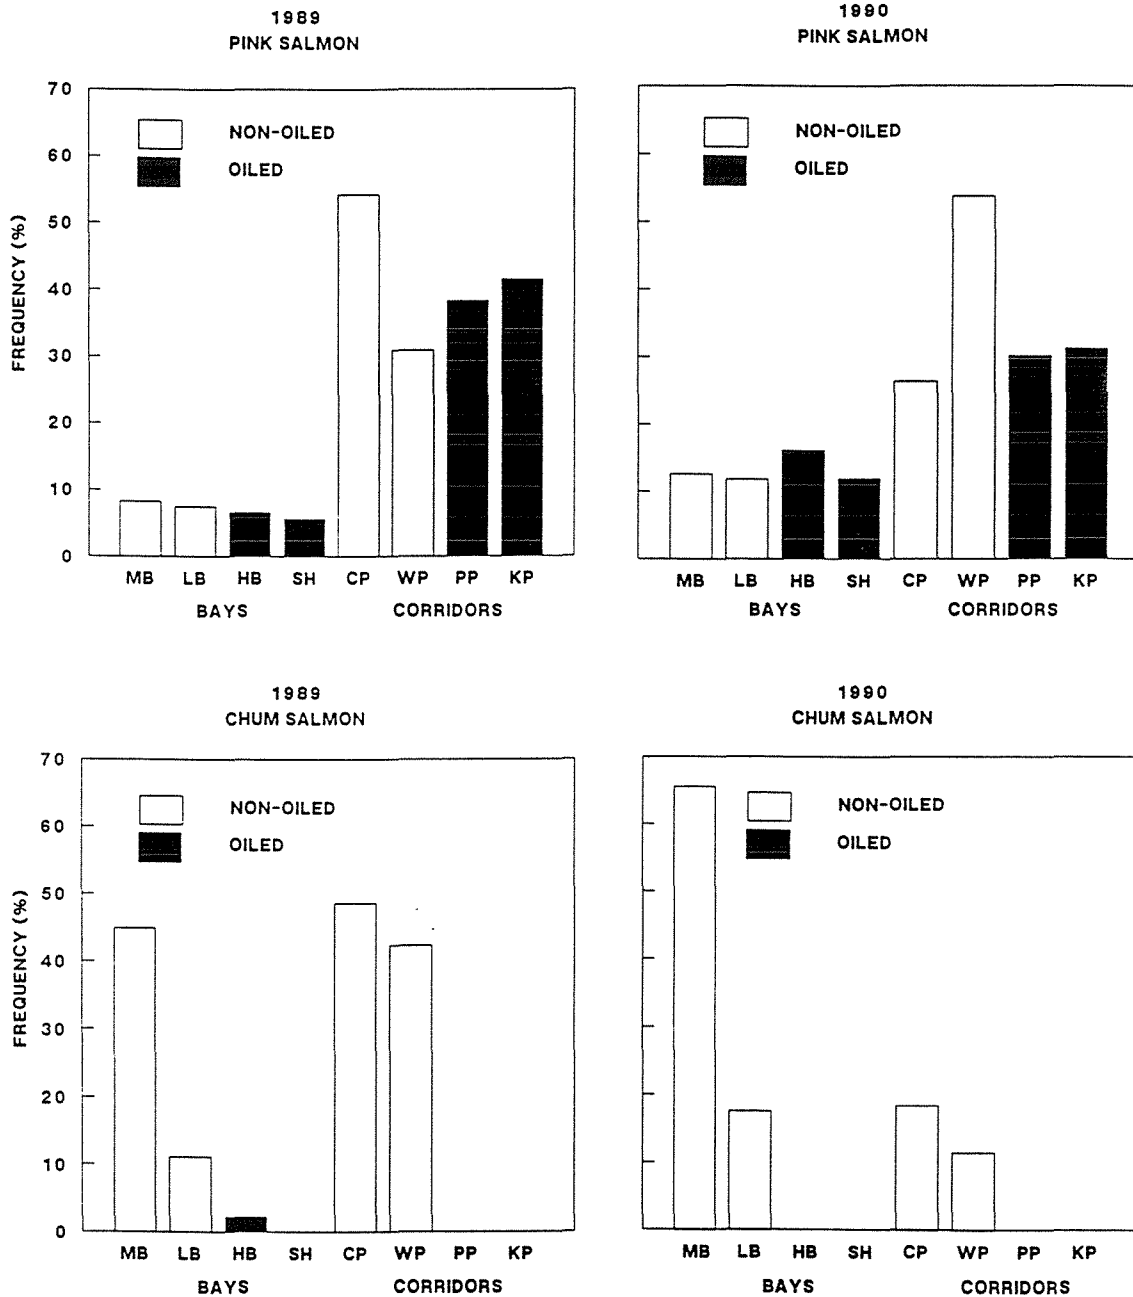 1989
PINK SALMON
70
60
50
40
30
20
10
0
FREQUENCY (%)
NON-OILED
OILED
MB LB HB SH CP WP PP KP
BAYS CORRIDORS
1990
PINK SALMON
NON-OILED
OILED
MB LB HB SH CP WP PP KP
BAYS CORRIDORS
1989
CHUM SALMON
70
60
50
40
30
20
10
0
FREQUENCY (%)
NON-OILED
OILED
MB LB HB SH CP WP PP KP
BAYS CORRIDORS
1990
CHUM SALMON
NON-OILED
OILED
MB LB HB SH CP WP PP KP
BAYS CORRIDORS